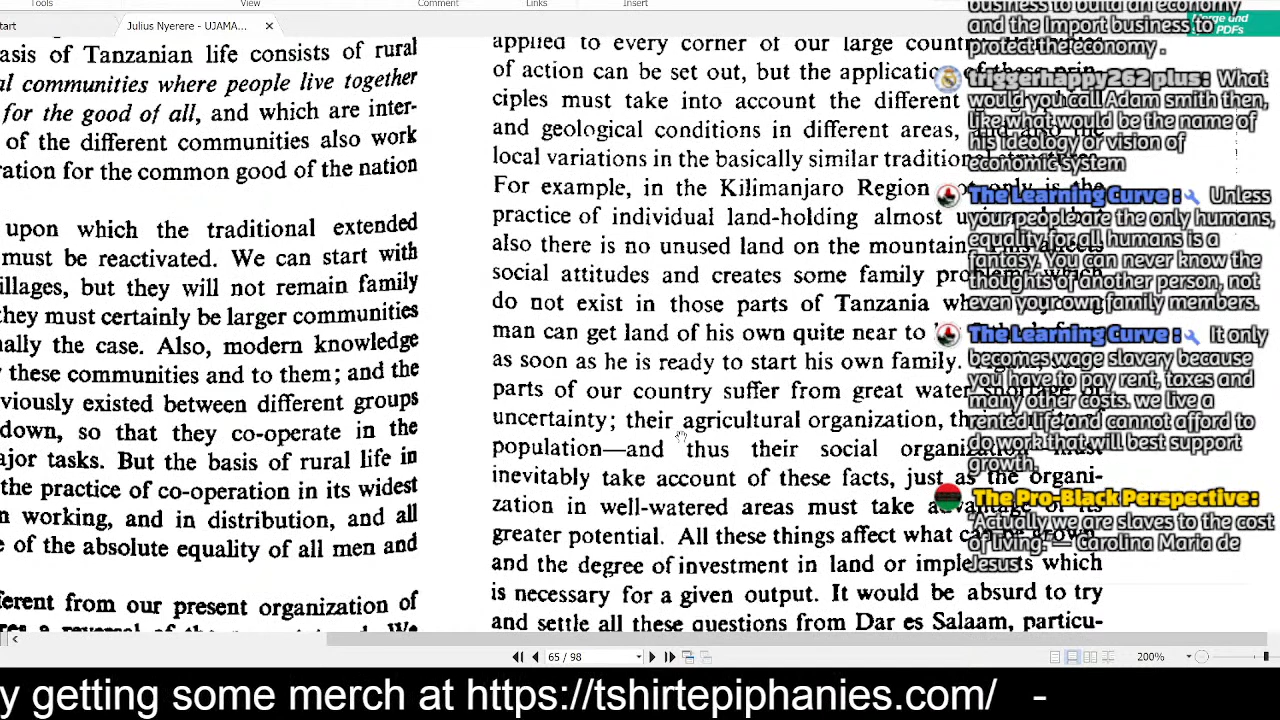 Tools
View
Comment
Links
Insert
tart
Julius Nyerere - UJAMA...
asis of Tanzanian life consists of rural
al communities where people live together
for the good of all, and which are inter-
of the different communities also work
ration for the common good of the nation
upon which the traditional extended
must be reactivated. We can start with
illages, but they will not remain family
they must certainly be larger communities
nally the case. Also, modern knowledge
y these communities and to them; and the
viously existed between different groups
down, so that they co-operate in the
ajor tasks. But the basis of rural life in
the practice of co-operation in its widest
n working, and in distribution, and all
e of the absolute equality of all men and
ferent from our present organization of
applied to every corner of our large
of action can be set out, but the
ciples must take into account the different
and geological conditions in different areas,
local variations in the basically similar
For example, in the Kilimanjaro Region
practice of individual land-holding almost
also there is no unused land on the
social attitudes and creates some family
do not exist in those parts of Tanzania
man can get land of his own quite near to
as soon as he is ready to start his own family.
parts of our country suffer from great water
uncertainty; their agricultural organization,
population—and thus their social
inevitably take account of these facts, just as the organi-
zation in well-watered areas must take
greater potential. All these things affect what
and the degree of investment in land or which
is necessary for a given output. It would be absurd to try
and settle all these questions from Dar es Salaam, particu-
business to build an economy
and the Import business to
protect the economy .
triggerhappy262 plus: What
would you call Adam smith then,
like what would be the name of
his ideology or vision of
economic system
The Learning Curve : Unless
your people are the only humans,
equality for all humans is a
fantasy. You can never know the
thoughts of another person, not
even your own family members.
The Learning Curve : It only
becomes wage slavery because
you have to pay rent, taxes and
many other costs. we live a
rented life and cannot afford to
do work that will best support
growth.
The Pro-Black Perspective:
"Actually we are slaves to the cost
of living." — Carolina Maria de
Jesus
65 / 98
200%
y getting some merch at https://tshirtepiphanies.com/ -